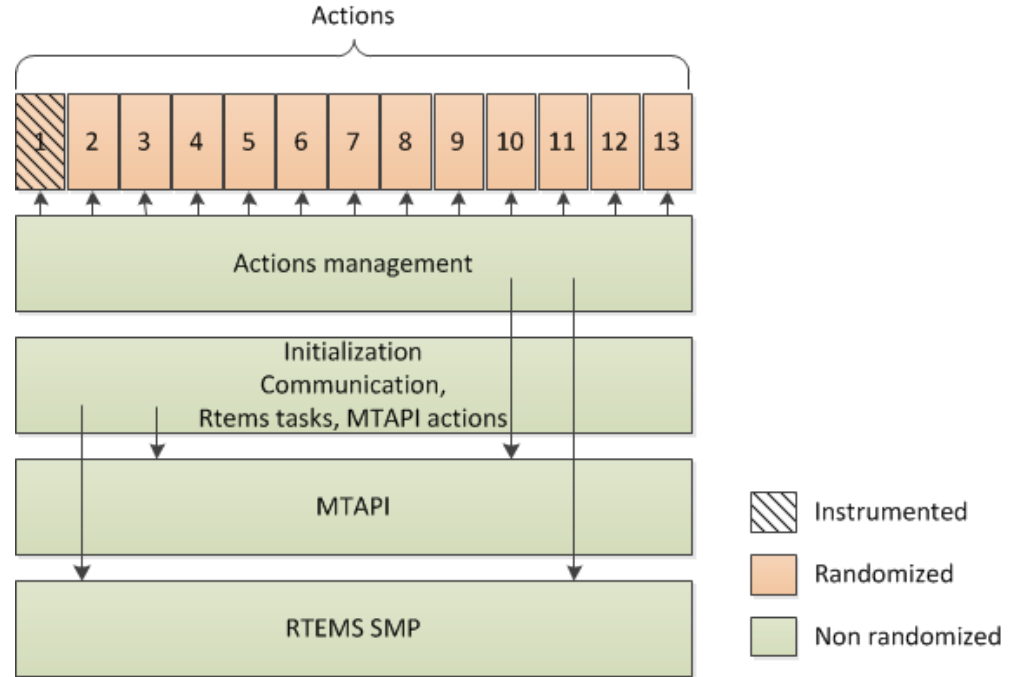 Actions
1 2 3 4 5 6 7 8 9 10 11 12 13
Actions management
Initialization
Communication,
Rtems tasks, MTAPI actions
MTAPI
RTEMS SMP
Instrumented
Randomized
Non randomized